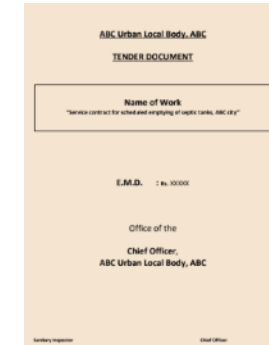 ABC Urban Local Body, ABC
TENDER DOCUMENT
Name of Work
"Service contract for scheduled emptying of septic tanks, ABC city"
E.M.D. : Rs. XXXXX
Office of the
Chief Officer,
ABC Urban Local Body, ABC
Sanitary Inspector Chief Officer